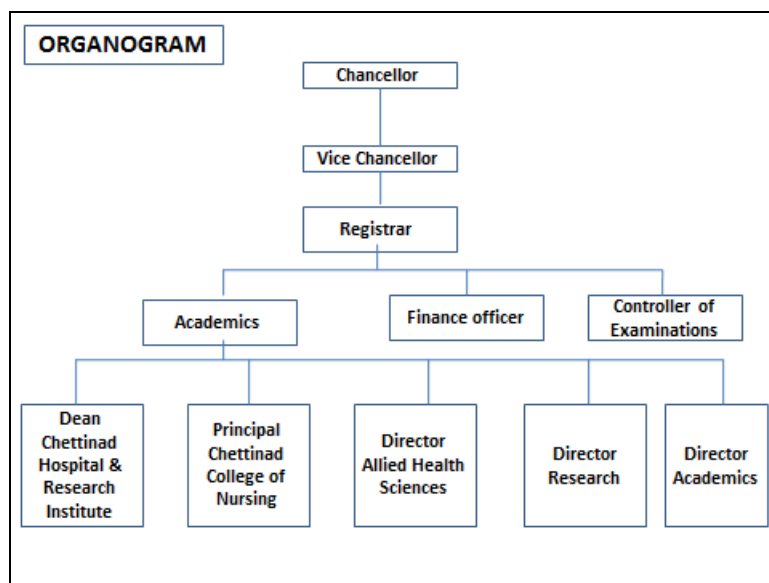 ORGANOGRAM
Chancellor
Vice Chancellor
Registrar
Academics
Finance officer
Controller of
Examinations
Dean
Chettinad
Hospital &
Research
Institute
Principal
Chettinad
College of
Nursing
Director
Allied Health
Sciences
Director
Research
Director
Academics